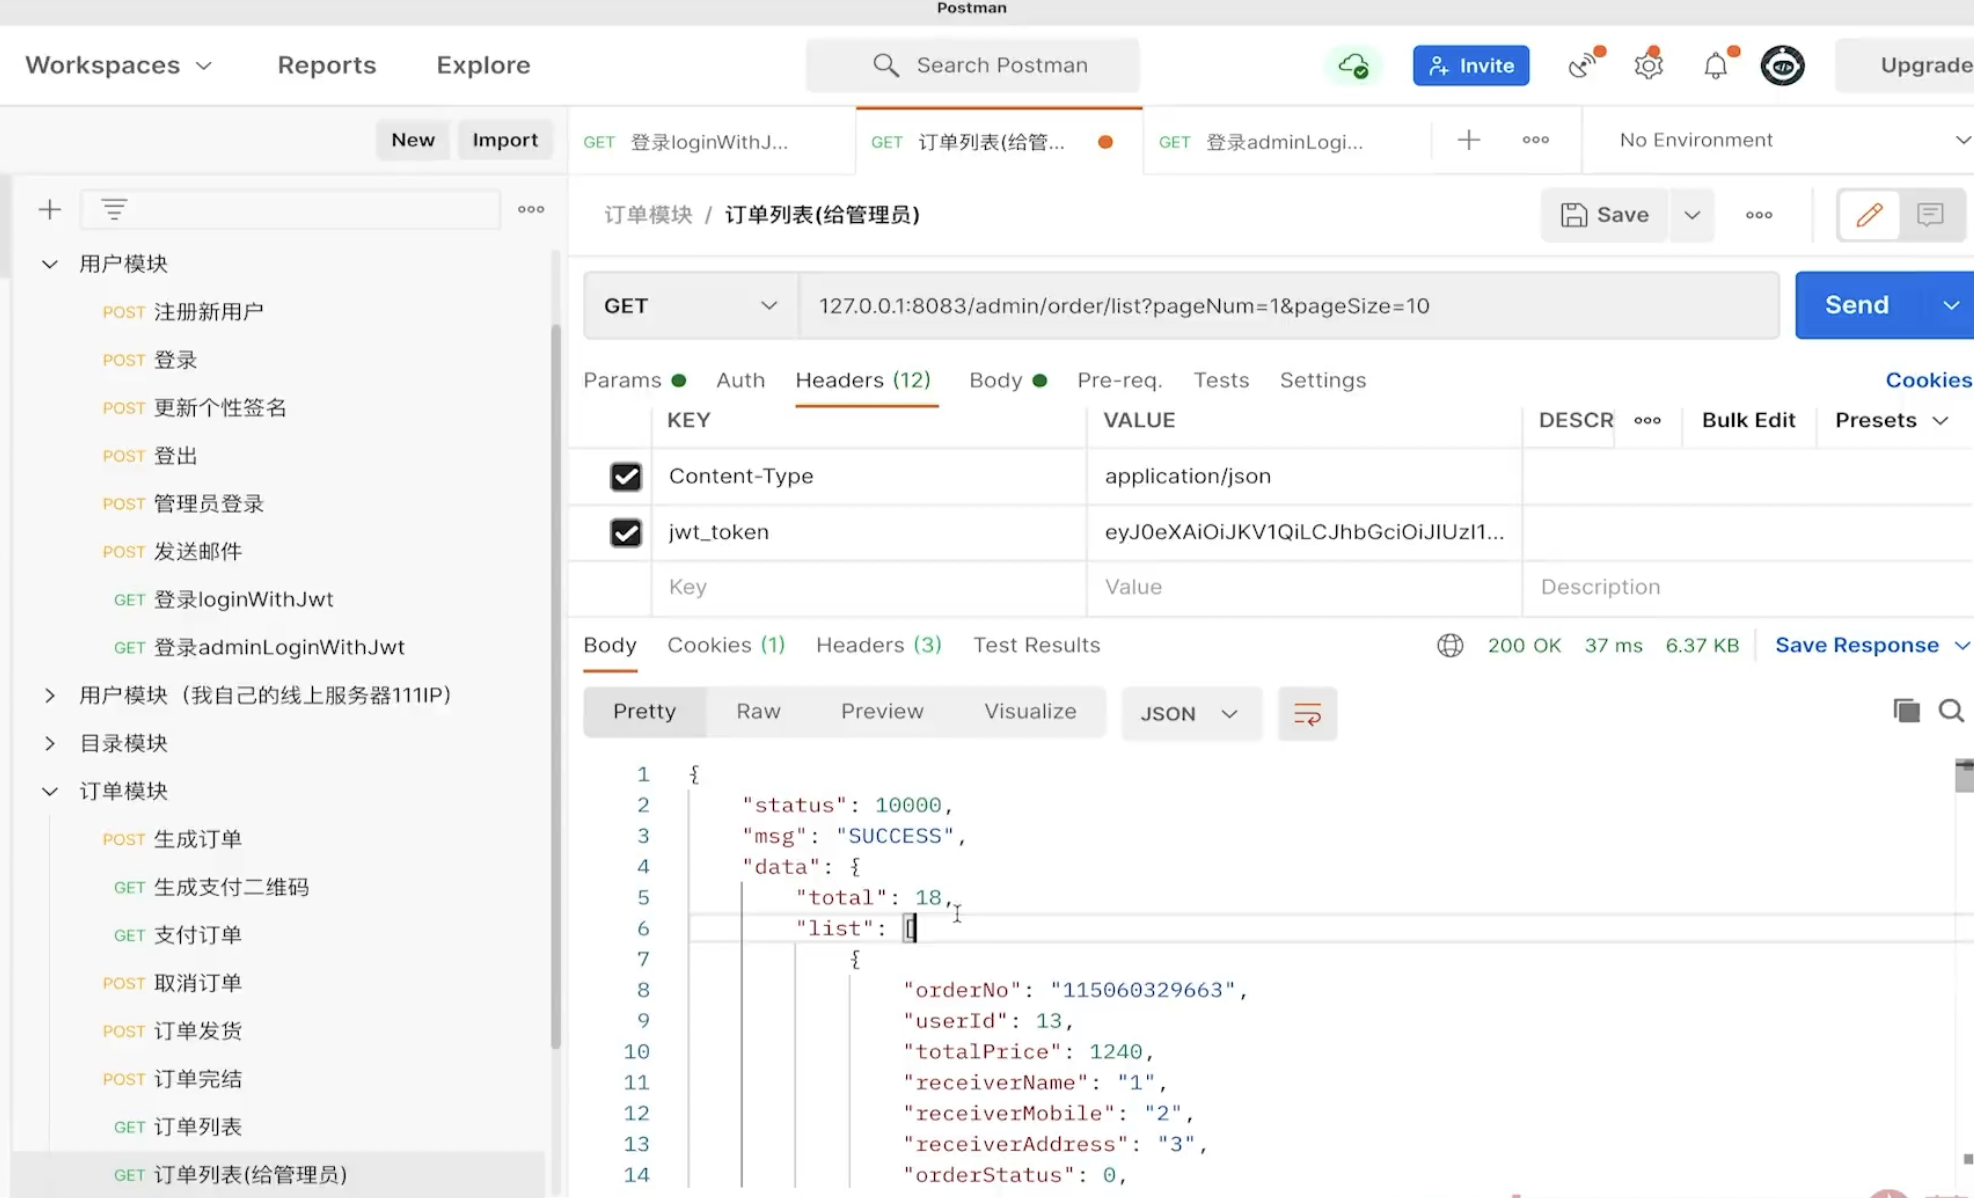 Postman
Workspaces Reports Explore Search Postman Invite Upgrade
New Import GET 登录loginWithJ... GET 订单列表(给管... GET 登录adminLogi... No Environment
订单模块 / 订单列表(给管理员) Save
GET 127.0.0.1:8083/admin/order/list?pageNum=1&pageSize=10 Send
Params Auth Headers (12) Body Pre-req. Tests Settings Cookies
KEY VALUE DESCR Bulk Edit Presets
Content-Type application/json
jwt_token eyJ0eXAiOiJKV1QiLCJhbGciOiJIUzI1...
Key Value Description
用户模块
POST 注册新用户
POST 登录
POST 更新个性签名
POST 登出
POST 管理员登录
POST 发送邮件
GET 登录loginWithJwt
GET 登录adminLoginWithJwt
用户模块（我自己的线上服务器111IP）
目录模块
订单模块
POST 生成订单
GET 生成支付二维码
GET 支付订单
POST 取消订单
POST 订单发货
POST 订单完结
GET 订单列表
GET 订单列表(给管理员)
Body Cookies (1) Headers (3) Test Results 200 OK 37 ms 6.37 KB Save Response
Pretty Raw Preview Visualize JSON
1 {
2 "status": 10000,
3 "msg": "SUCCESS",
4 "data": {
5 "total": 18,
6 "list": [
7 {
8 "orderNo": "115060329663",
9 "userId": 13,
10 "totalPrice": 1240,
11 "receiverName": "1",
12 "receiverMobile": "2",
13 "receiverAddress": "3",
14 "orderStatus": 0,